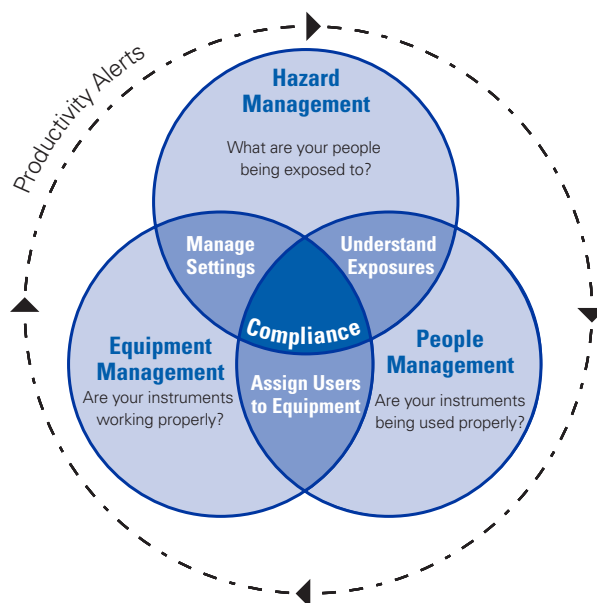 Productivity Alerts
Hazard
Management
What are your people
being exposed to?
Manage
Settings
Understand
Exposures
Compliance
Equipment
Management
Are your instruments
working properly?
Assign Users
to Equipment
People
Management
Are your instruments
being used properly?